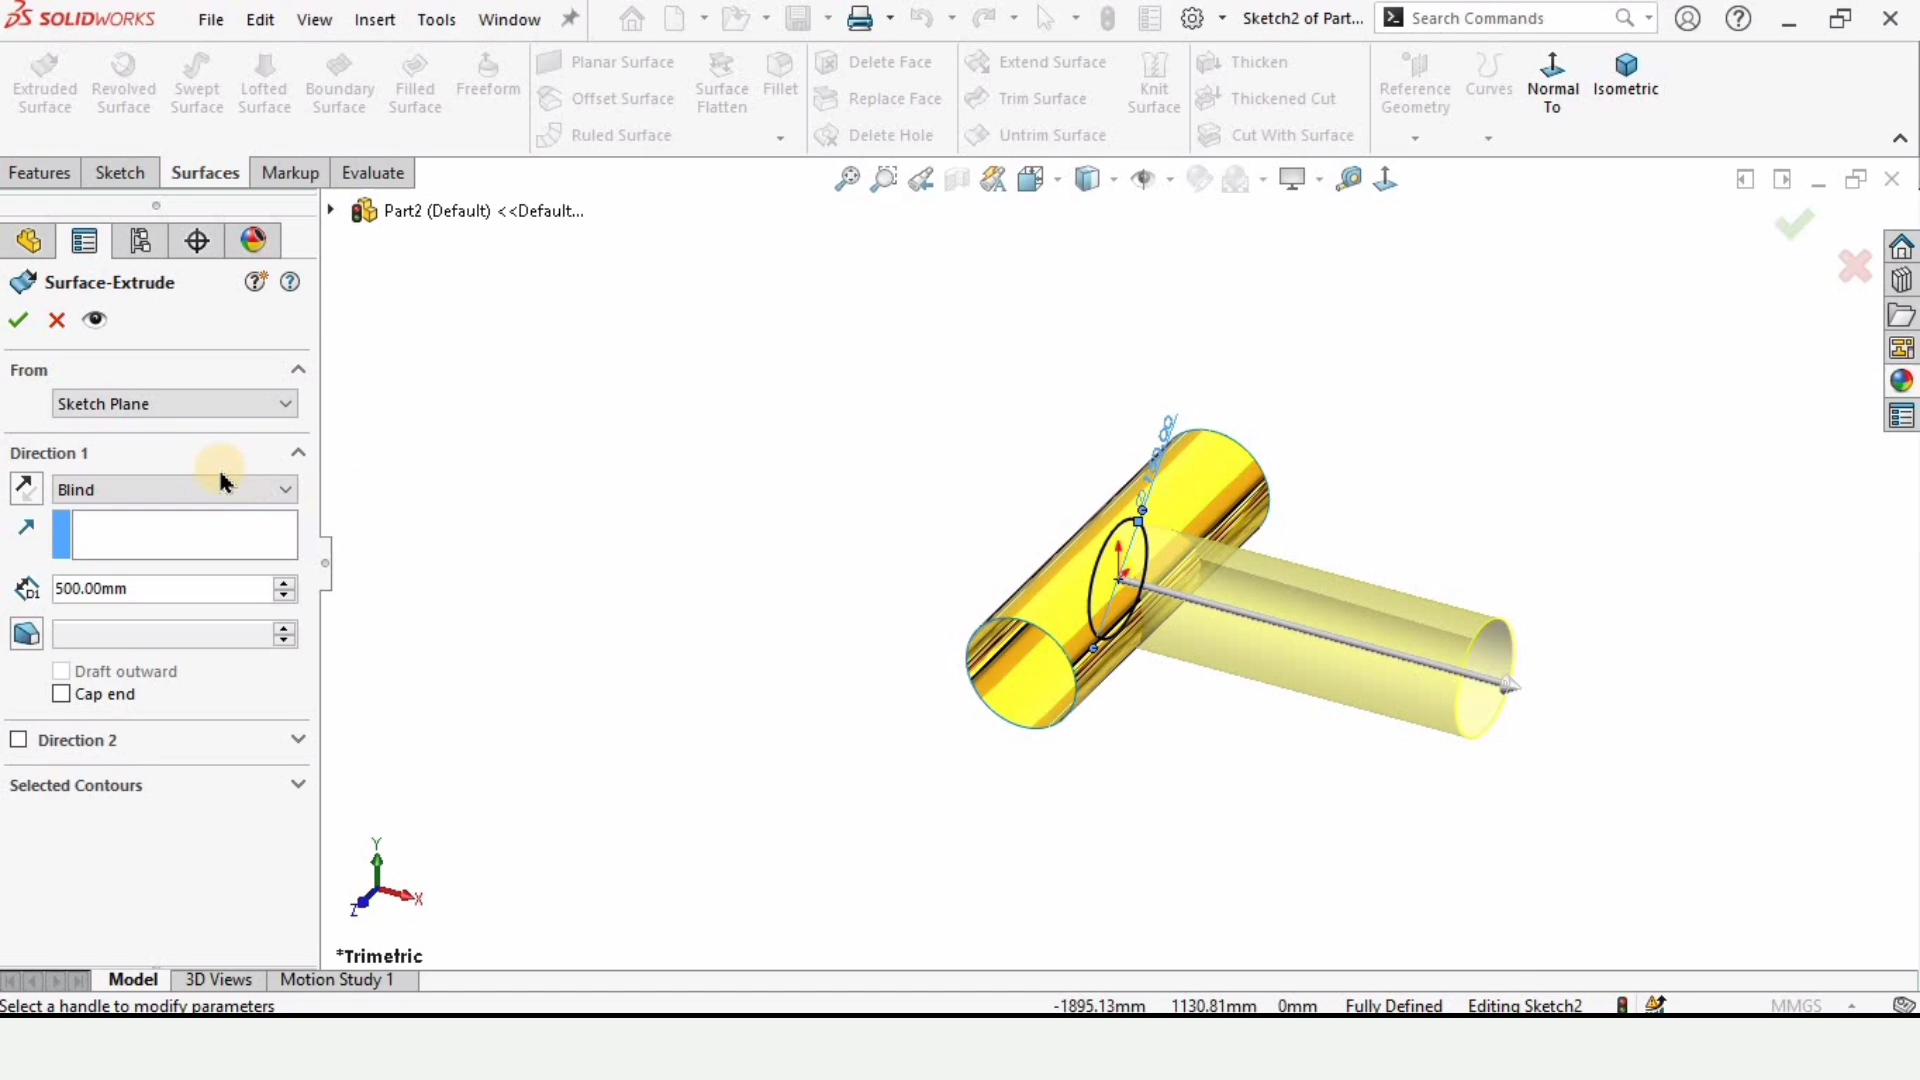 SOLIDWORKS File Edit View Insert Tools Window Sketch2 of Part... Search Commands
Extruded Surface
Revolved Surface
Swept Surface
Lofted Surface
Boundary Surface
Filled Surface
Freeform
Planar Surface
Offset Surface
Ruled Surface
Surface Flatten
Fillet
Delete Face
Replace Face
Delete Hole
Extend Surface
Trim Surface
Untrim Surface
Knit Surface
Thicken
Thickened Cut
Cut With Surface
Reference Geometry
Curves
Normal To
Isometric
Features Sketch Surfaces Markup Evaluate
Part2 (Default) <<Default...
Surface-Extrude
From
Sketch Plane
Direction 1
Blind
D1 500.00mm
Draft outward
Cap end
Direction 2
Selected Contours
Y
X
Z
*Trimetric
Model 3D Views Motion Study 1
Select a handle to modify parameters -1895.13mm 1130.81mm 0mm Fully Defined Editing Sketch2 MMGS